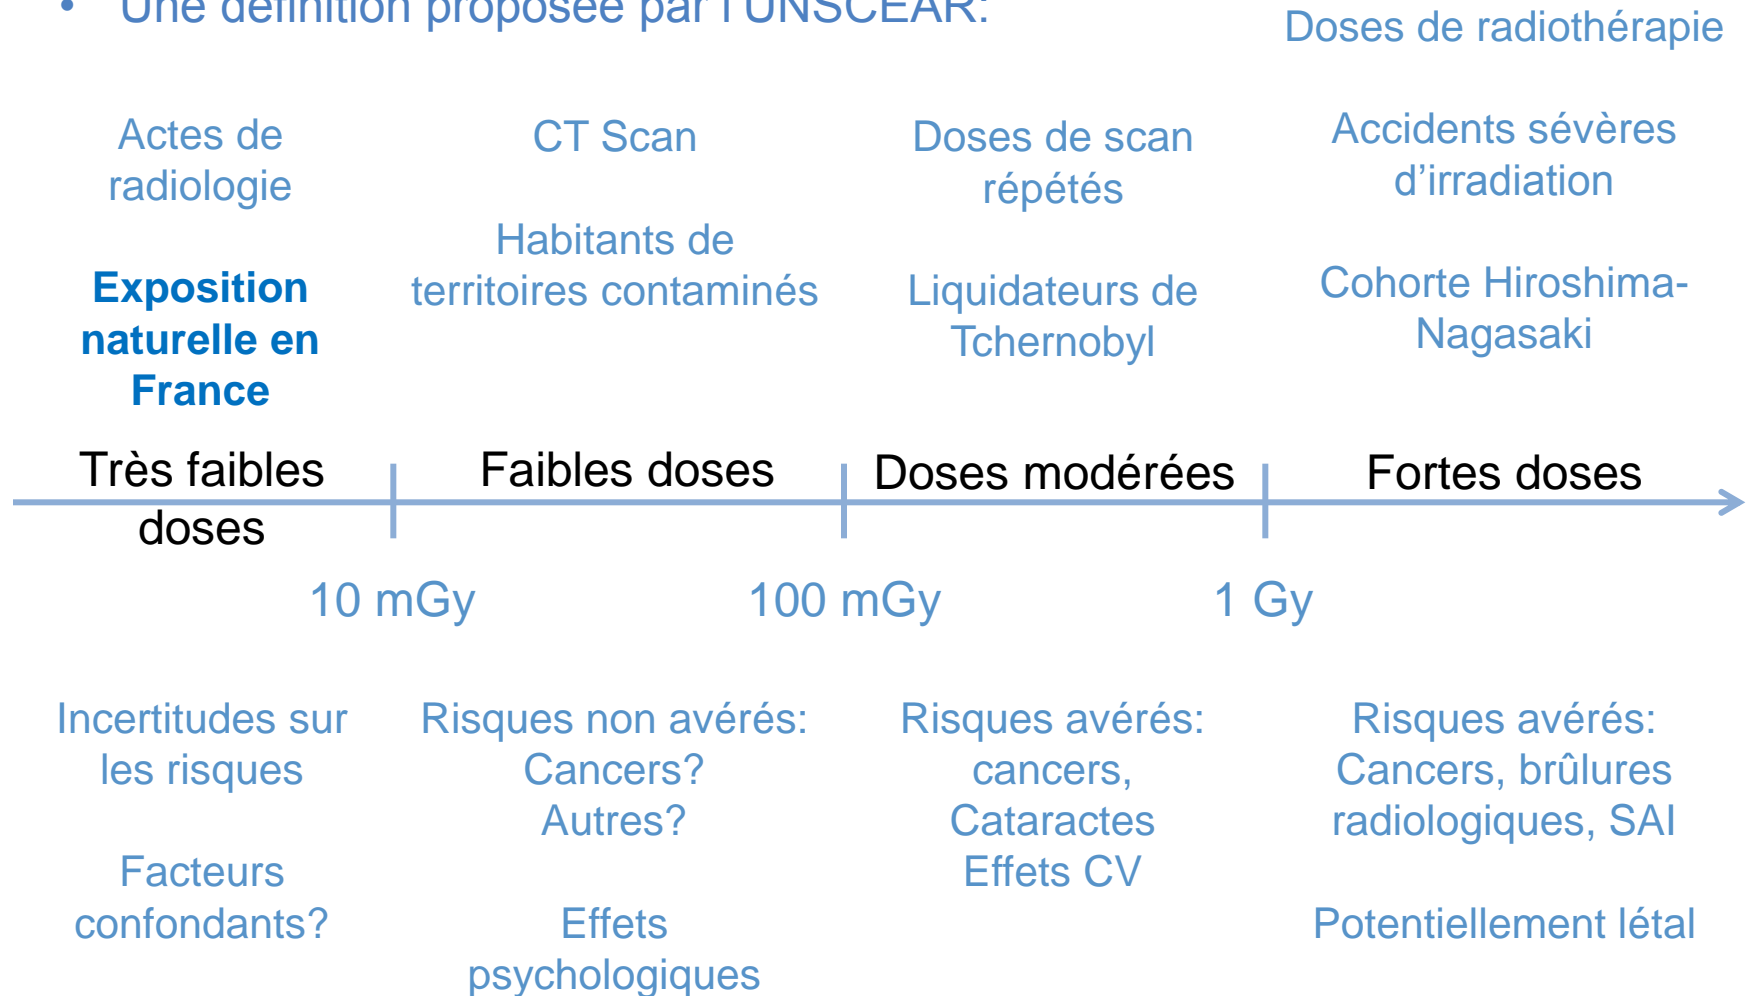 • Une définition proposée par l'UNSCEAR:
Doses de radiothérapie
Actes de
radiologie
Exposition
naturelle en
France
CT Scan
Habitants de
territoires contaminés
Doses de scan
répétés
Liquidateurs de
Tchernobyl
Accidents sévères
d’irradiation
Cohorte Hiroshima-
Nagasaki
Très faibles
doses
Faibles doses
Doses modérées
Fortes doses
10 mGy
100 mGy
1 Gy
Incertitudes sur
les risques
Facteurs
confondants?
Risques non avérés:
Cancers?
Autres?
Effets
psychologiques
Risques avérés:
cancers,
Cataractes
Effets CV
Risques avérés:
Cancers, brûlures
radiologiques, SAI
Potentiellement létal